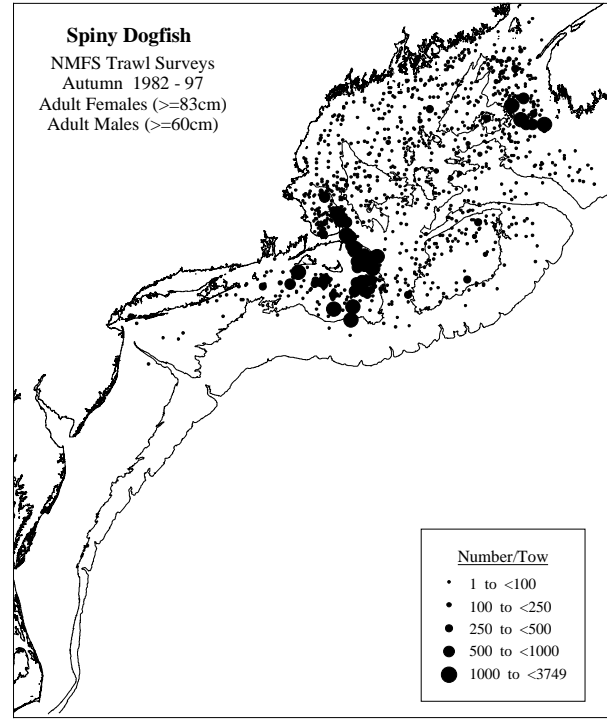 Spiny Dogfish
NMFS Trawl Surveys
Autumn 1982 - 97
Adult Females (>=83cm)
Adult Males (>=60cm)
Number/Tow
1 to <100
100 to <250
250 to <500
500 to <1000
1000 to <3749